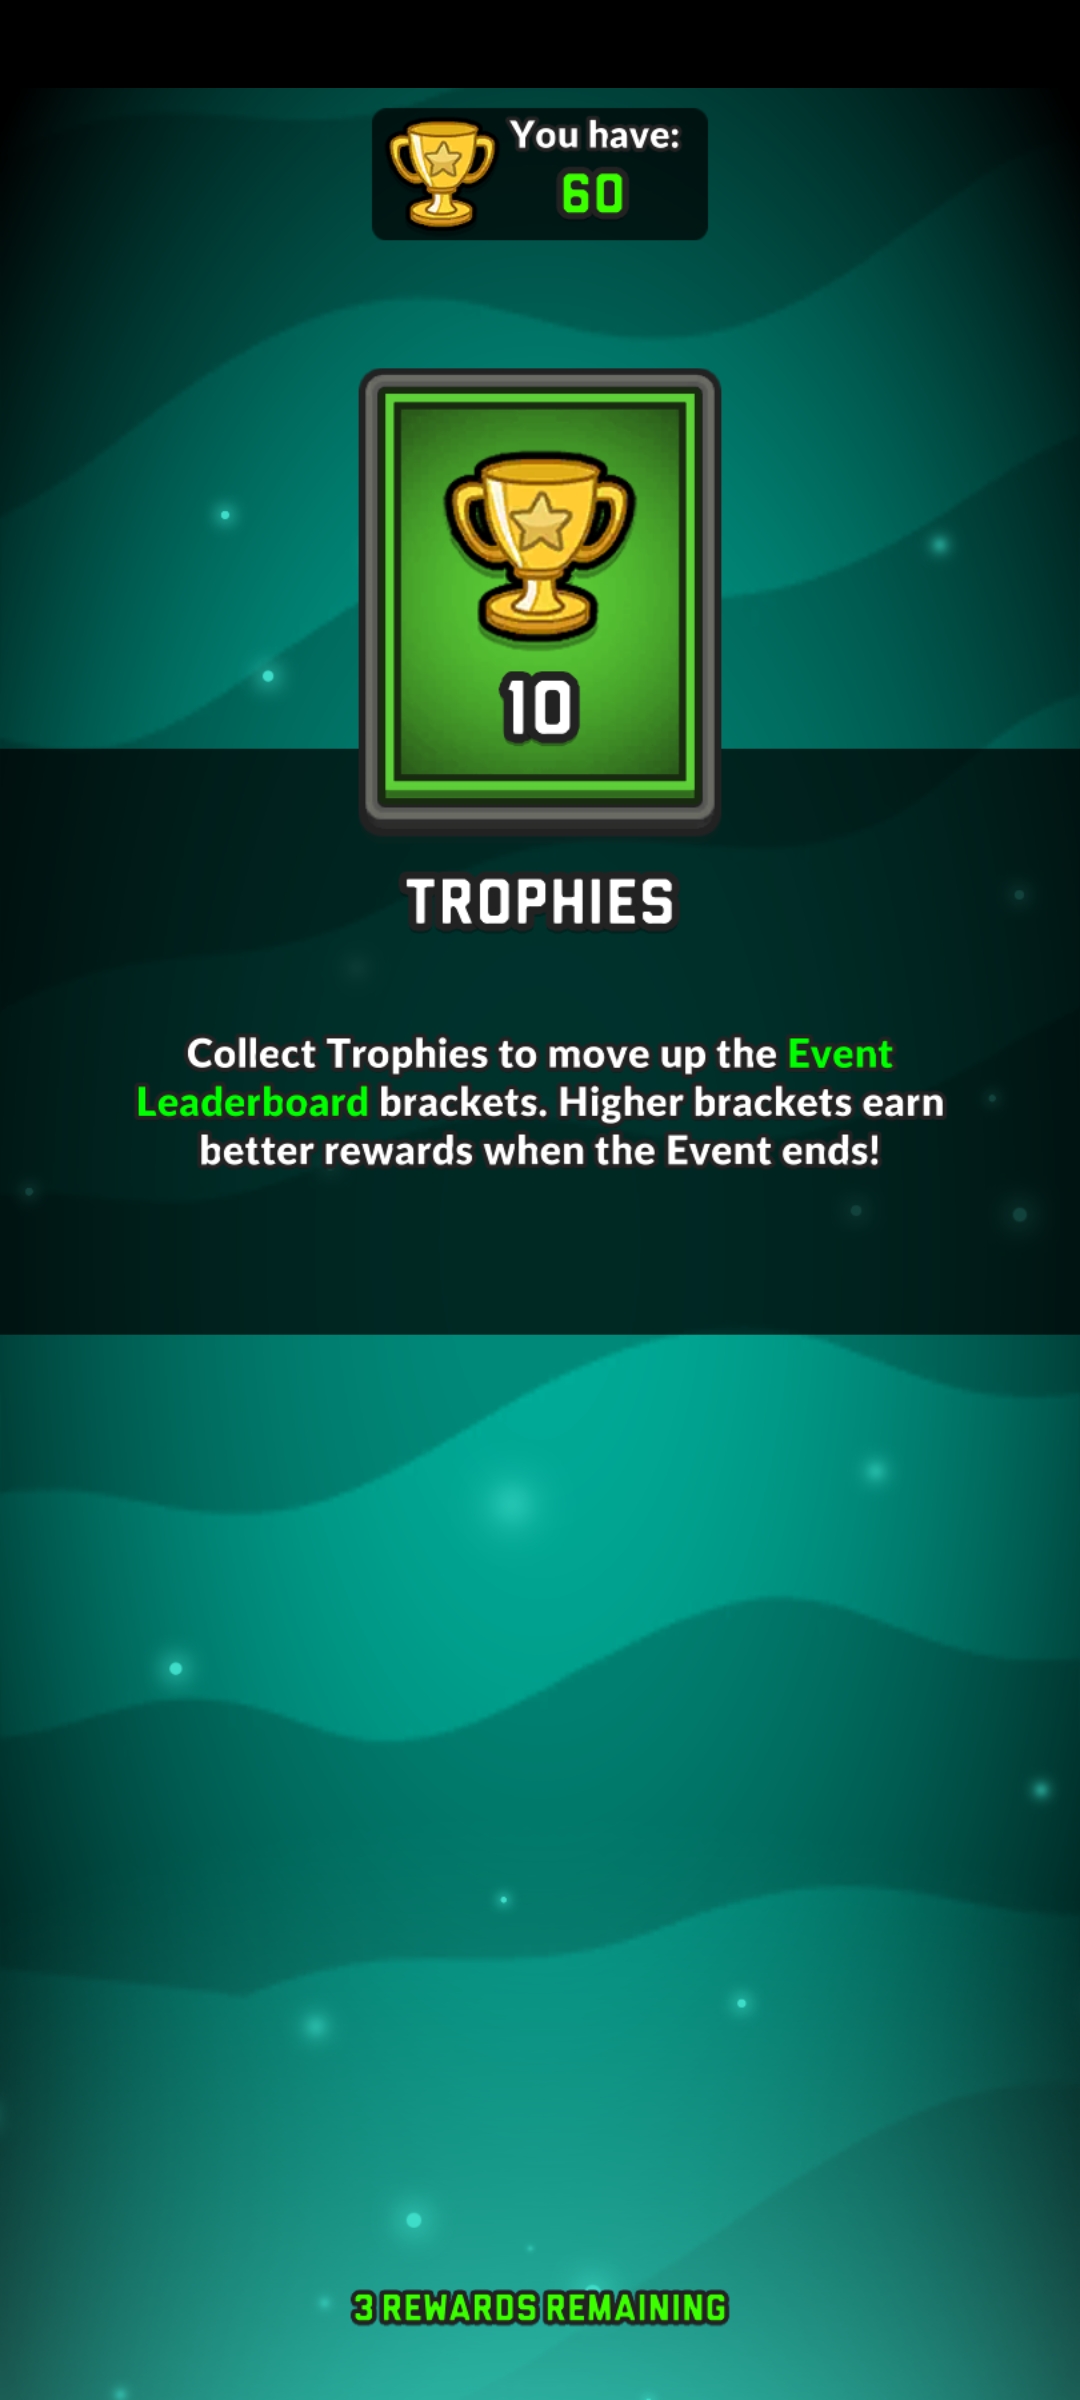 You have:
60
10
TROPHIES
Collect Trophies to move up the Event
Leaderboard brackets. Higher brackets earn
better rewards when the Event ends!
3 REWARDS REMAINING